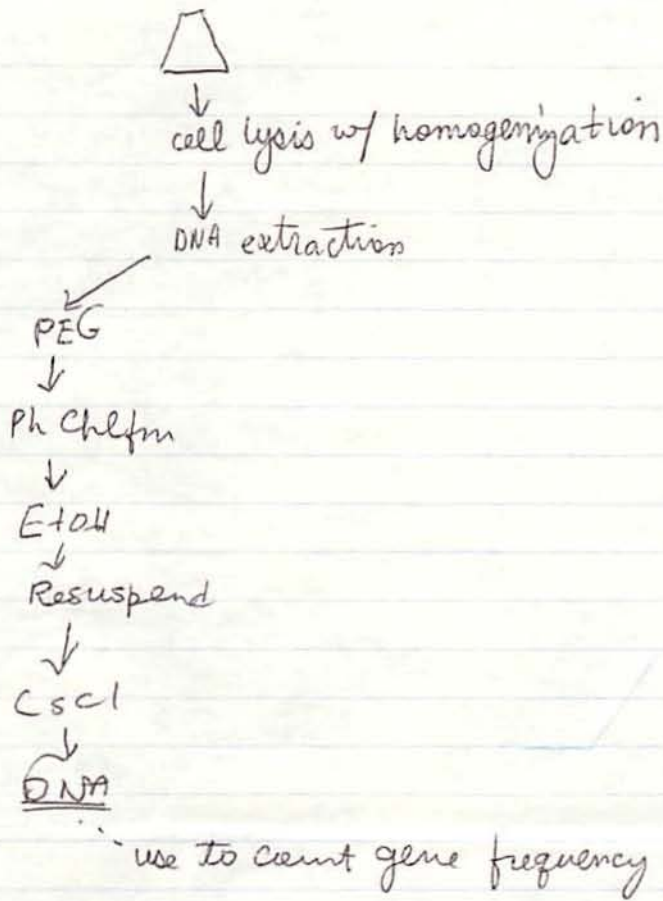 cell lysis w/ homogenization
DNA extraction
PEG
Ph Chlfm
EtOH
Resuspend
CsCl
DNA
use to count gene frequency